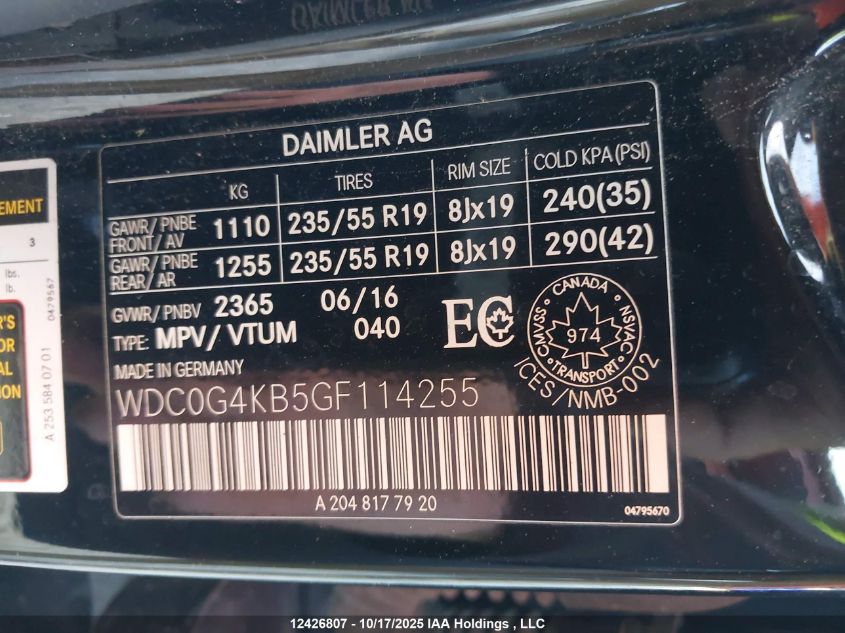 DAIMLER AG
KG TIRES RIM SIZE COLD KPA(PSI)
GAWR/PNBE FRONT/AV 1110 235/55 R19 8Jx19 240(35)
GAWR/PNBE REAR/AR 1255 235/55 R19 8Jx19 290(42)
GVWR/PNBV 2365 06/16
TYPE: MPV/VTUM 040
EC
CANADA
CMVSS 974 NSVAC
TRANSPORT
ICES/NMB-002
MADE IN GERMANY
WDC0G4KB5GF114255
A 204 817 79 20
04795670
EMENT
3
lbs.
lb.
0479567
R'S
OR
AL
TION
A 253 584 07 01
12426807 - 10/17/2025 IAA Holdings , LLC